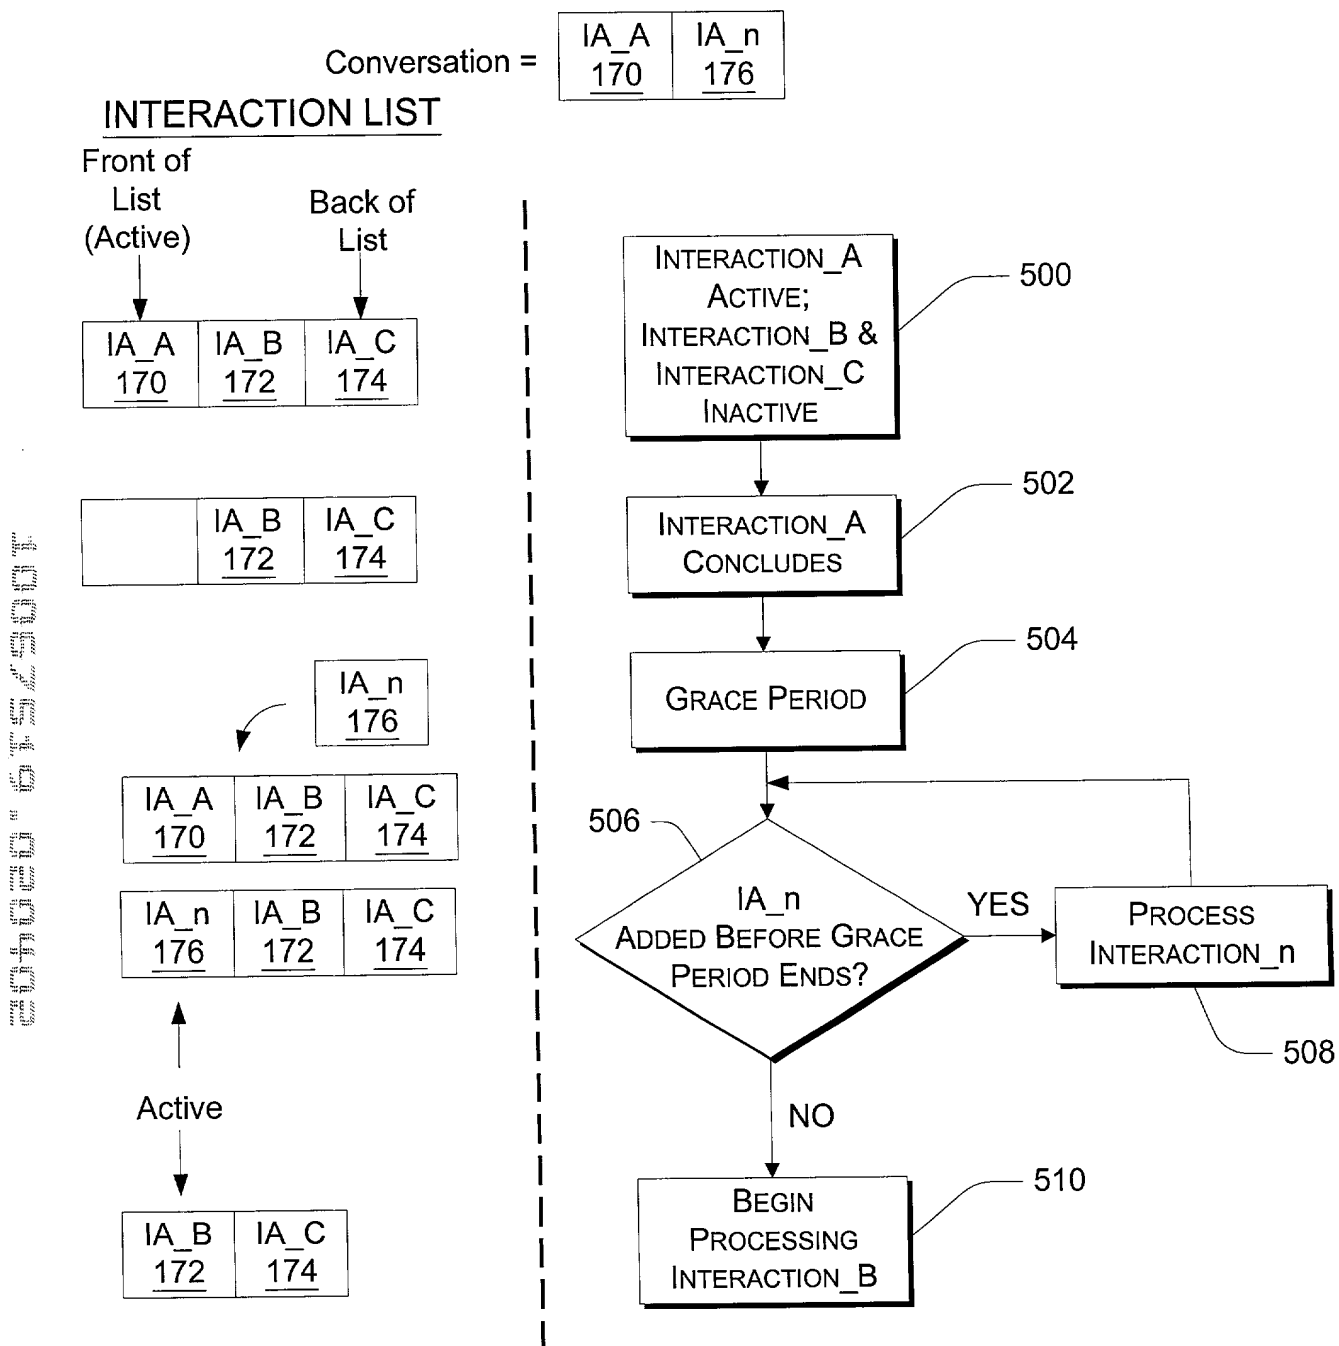 Conversation =
IA_A IA_n
170 176
INTERACTION LIST
Front of
List
(Active)
Back of
List
IA_A IA_B IA_C
170 172 174
IA_B IA_C
172 174
IA_n
176
IA_A IA_B IA_C
170 172 174
IA_n IA_B IA_C
176 172 174
Active
IA_B IA_C
172 174
INTERACTION_A
ACTIVE;
INTERACTION_B &
INTERACTION_C
INACTIVE
500
INTERACTION_A
CONCLUDES
502
GRACE PERIOD
504
506
IA_n
ADDED BEFORE GRACE
PERIOD ENDS?
YES
PROCESS
INTERACTION_n
508
NO
BEGIN
PROCESSING
INTERACTION_B
510